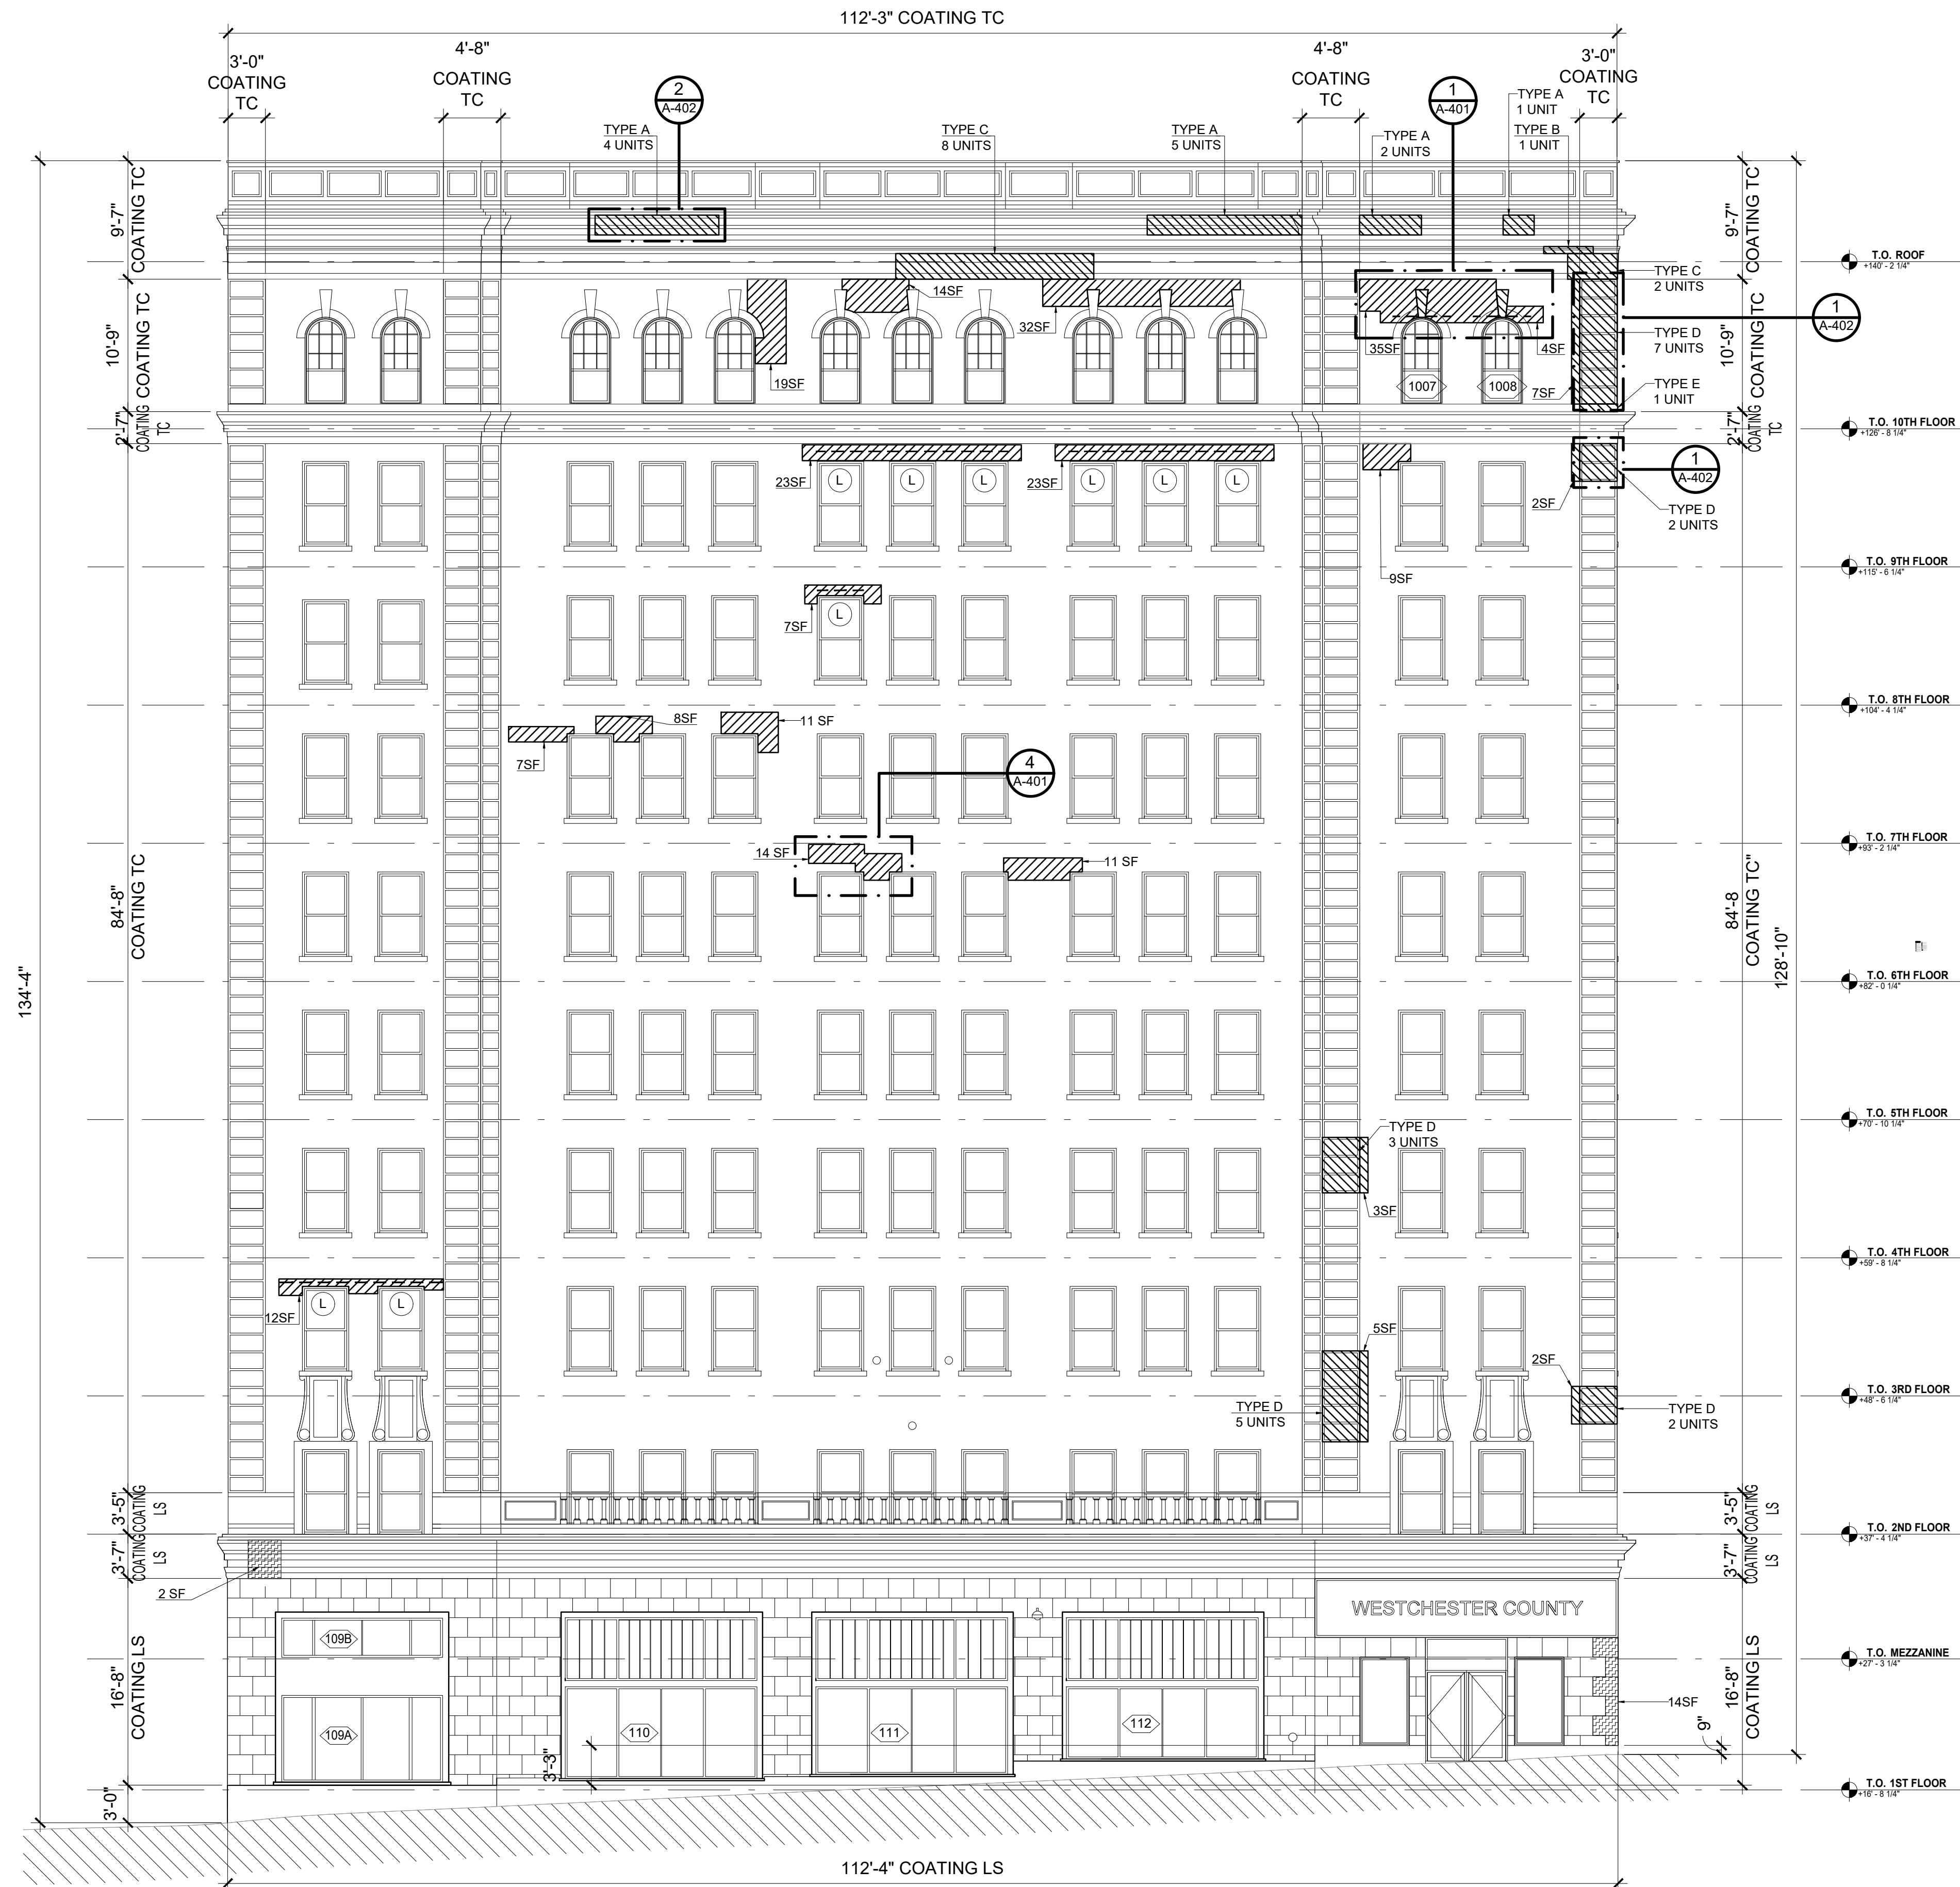 112'-3" COATING TC
3'-0"
COATING
TC
4'-8"
COATING
TC
4'-8"
COATING
TC
3'-0"
COATING
TC
2
A-402
1
A-401
TYPE A
4 UNITS
TYPE C
8 UNITS
TYPE A
5 UNITS
TYPE A
2 UNITS
TYPE A
1 UNIT
TYPE B
1 UNIT
9'-7"
COATING TC
9'-7"
COATING TC
T.O. ROOF
+140' - 2 1/4"
TYPE C
2 UNITS
1
A-402
14SF
32SF
35SF
4SF
10'-9"
COATING TC
10'-9"
COATING TC
TYPE D
7 UNITS
19SF
1007
1008
7SF
TYPE E
1 UNIT
2'-7"
COATING
TC
2'-7"
COATING
TC
T.O. 10TH FLOOR
+126' - 8 1/4"
1
A-402
23SF
L
L
L
23SF
L
L
L
2SF
TYPE D
2 UNITS
9SF
T.O. 9TH FLOOR
+115' - 6 1/4"
7SF
L
T.O. 8TH FLOOR
+104' - 4 1/4"
8SF
11 SF
7SF
4
A-401
T.O. 7TH FLOOR
+93' - 2 1/4"
14 SF
11 SF
84'-8"
COATING TC
84'-8
COATING TC"
134'-4"
128'-10"
T.O. 6TH FLOOR
+82' - 0 1/4"
T.O. 5TH FLOOR
+70' - 10 1/4"
TYPE D
3 UNITS
3SF
T.O. 4TH FLOOR
+59' - 8 1/4"
12SF
L
L
5SF
2SF
T.O. 3RD FLOOR
+48' - 6 1/4"
TYPE D
5 UNITS
TYPE D
2 UNITS
3'-5"
COATING
LS
3'-5"
COATING
LS
T.O. 2ND FLOOR
+37' - 4 1/4"
3'-7"
COATING
LS
3'-7"
COATING
LS
2 SF
WESTCHESTER COUNTY
109B
T.O. MEZZANINE
+27' - 3 1/4"
16'-8"
COATING LS
16'-8"
COATING LS
14SF
109A
110
111
112
9"
3'-3"
3'-0"
T.O. 1ST FLOOR
+16' - 8 1/4"
112'-4" COATING LS